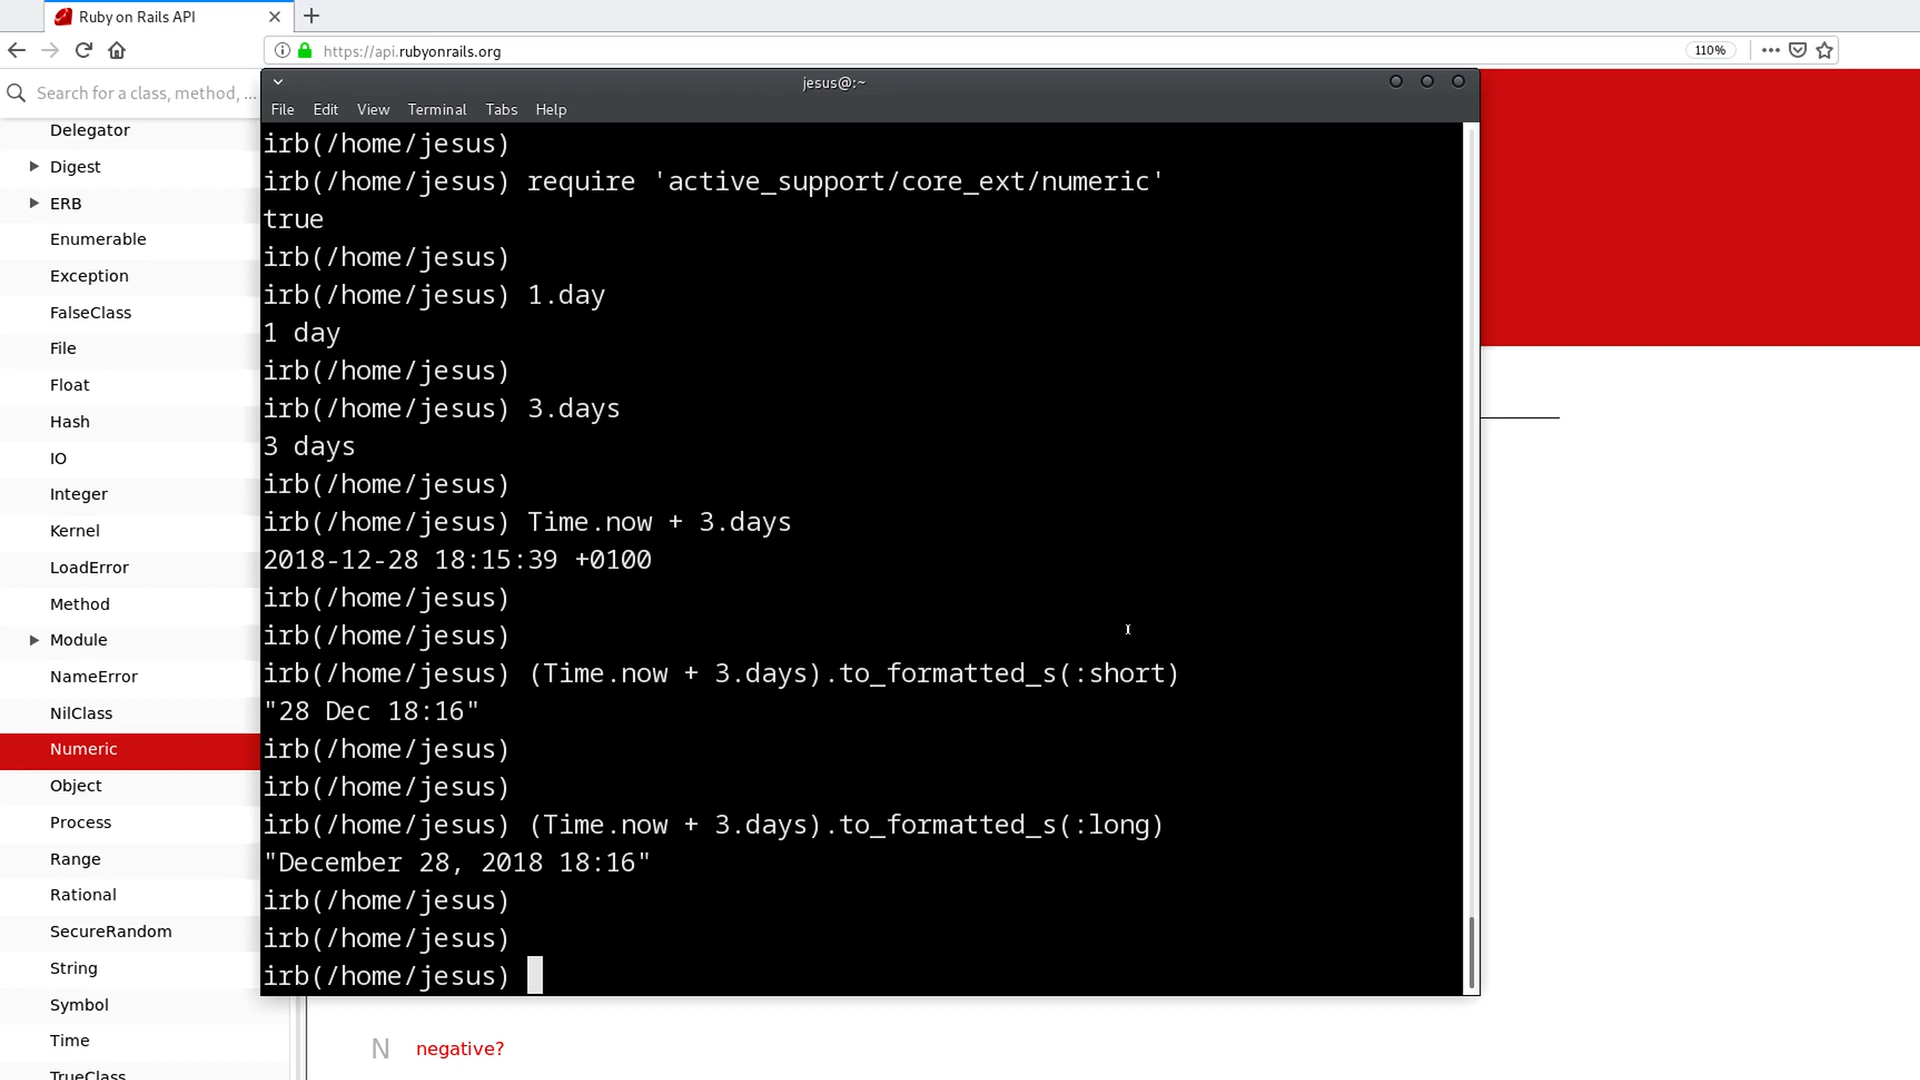 Ruby on Rails API
https://api.rubyonrails.org
110%
Search for a class, method, ...
Delegator
Digest
ERB
Enumerable
Exception
FalseClass
File
Float
Hash
IO
Integer
Kernel
LoadError
Method
Module
NameError
NilClass
Numeric
Object
Process
Range
Rational
SecureRandom
String
Symbol
Time
TrueClass
jesus@:~
File Edit View Terminal Tabs Help
irb(/home/jesus)
irb(/home/jesus) require 'active_support/core_ext/numeric'
true
irb(/home/jesus)
irb(/home/jesus) 1.day
1 day
irb(/home/jesus)
irb(/home/jesus) 3.days
3 days
irb(/home/jesus)
irb(/home/jesus) Time.now + 3.days
2018-12-28 18:15:39 +0100
irb(/home/jesus)
irb(/home/jesus)
irb(/home/jesus) (Time.now + 3.days).to_formatted_s(:short)
"28 Dec 18:16"
irb(/home/jesus)
irb(/home/jesus)
irb(/home/jesus) (Time.now + 3.days).to_formatted_s(:long)
"December 28, 2018 18:16"
irb(/home/jesus)
irb(/home/jesus)
irb(/home/jesus)
N negative?